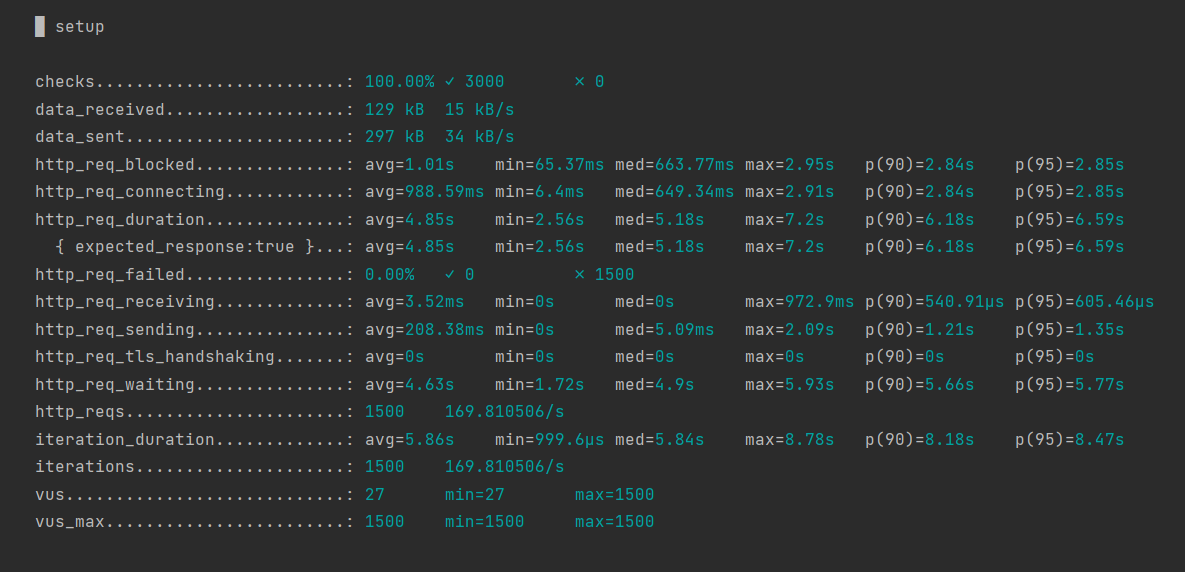 █ setup
checks.........................: 100.00% ✓ 3000       ✗ 0
data_received..................: 129 kB  15 kB/s
data_sent......................: 297 kB  34 kB/s
http_req_blocked...............: avg=1.01s    min=65.37ms med=663.77ms max=2.95s   p(90)=2.84s    p(95)=2.85s
http_req_connecting............: avg=988.59ms min=6.4ms   med=649.34ms max=2.91s   p(90)=2.84s    p(95)=2.85s
http_req_duration..............: avg=4.85s    min=2.56s   med=5.18s    max=7.2s    p(90)=6.18s    p(95)=6.59s
{ expected_response:true }...: avg=4.85s    min=2.56s   med=5.18s    max=7.2s    p(90)=6.18s    p(95)=6.59s
http_req_failed................: 0.00%   ✓ 0          ✗ 1500
http_req_receiving.............: avg=3.52ms   min=0s      med=0s       max=972.9ms p(90)=540.91µs p(95)=605.46µs
http_req_sending...............: avg=208.38ms min=0s      med=5.09ms   max=2.09s   p(90)=1.21s    p(95)=1.35s
http_req_tls_handshaking.......: avg=0s       min=0s      med=0s       max=0s      p(90)=0s       p(95)=0s
http_req_waiting...............: avg=4.63s    min=1.72s   med=4.9s     max=5.93s   p(90)=5.66s    p(95)=5.77s
http_reqs......................: 1500    169.810506/s
iteration_duration.............: avg=5.86s    min=999.6µs med=5.84s    max=8.78s   p(90)=8.18s    p(95)=8.47s
iterations.....................: 1500    169.810506/s
vus............................: 27      min=27       max=1500
vus_max........................: 1500    min=1500     max=1500